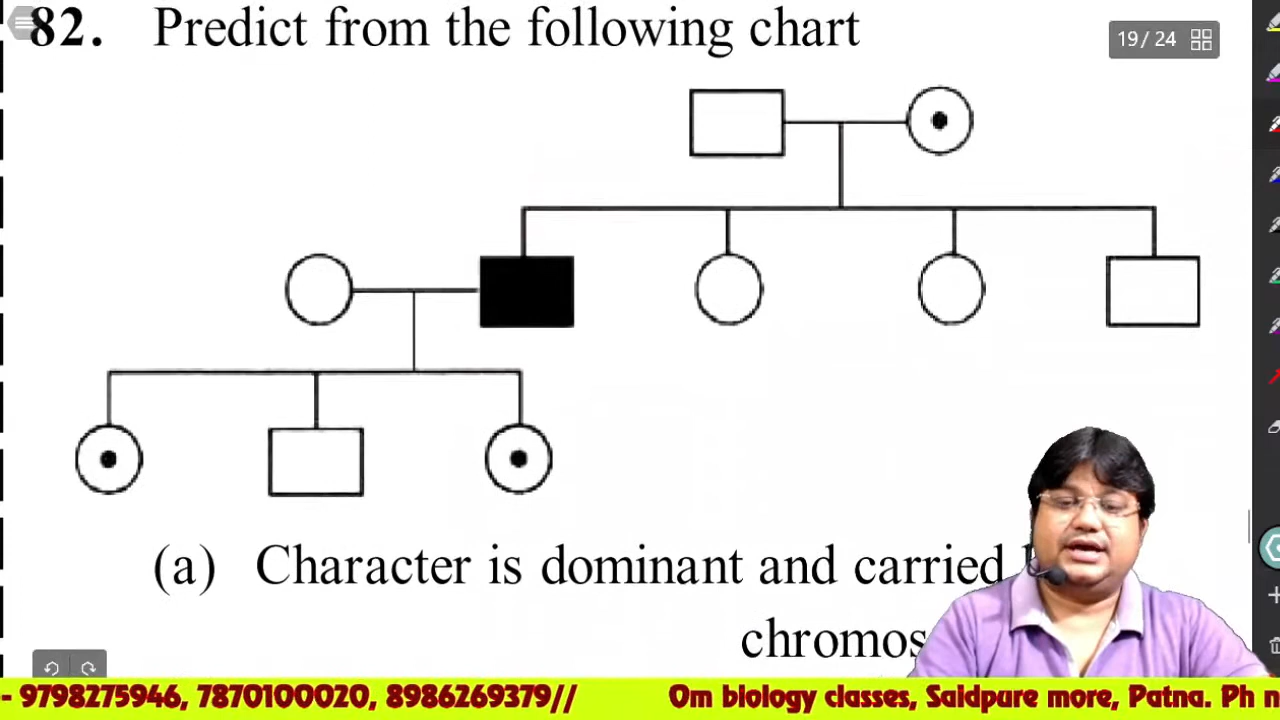 82. Predict from the following chart
19 / 24
(a) Character is dominant and carried
chromos
- 9798275946, 7870100020, 8986269379// Om biology classes, Saidpure more, Patna. Ph n